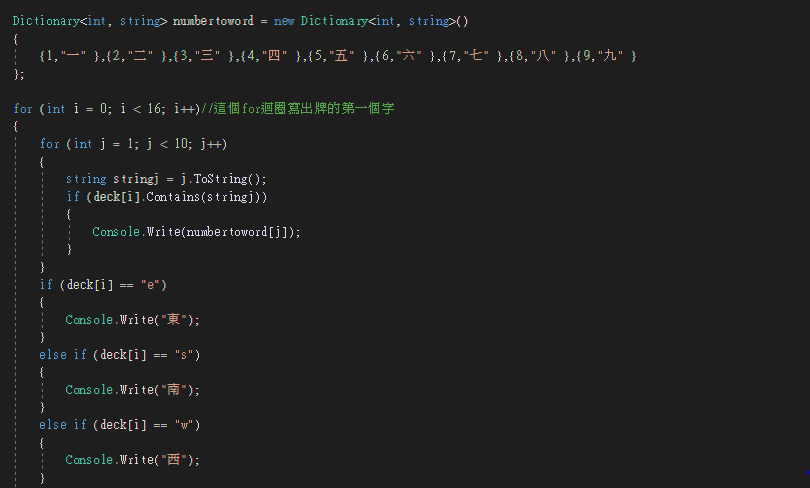 Dictionary<int, string> numbertoword = new Dictionary<int, string>()
{
{1,"一" },{2,"二" },{3,"三" },{4,"四" },{5,"五" },{6,"六" },{7,"七" },{8,"八" },{9,"九" }
};
for (int i = 0; i < 16; i++)//這個for迴圈寫出牌的第一個字
{
for (int j = 1; j < 10; j++)
{
string stringj = j.ToString();
if (deck[i].Contains(stringj))
{
Console.Write(numbertoword[j]);
}
}
if (deck[i] == "e")
{
Console.Write("東");
}
else if (deck[i] == "s")
{
Console.Write("南");
}
else if (deck[i] == "w")
{
Console.Write("西");
}